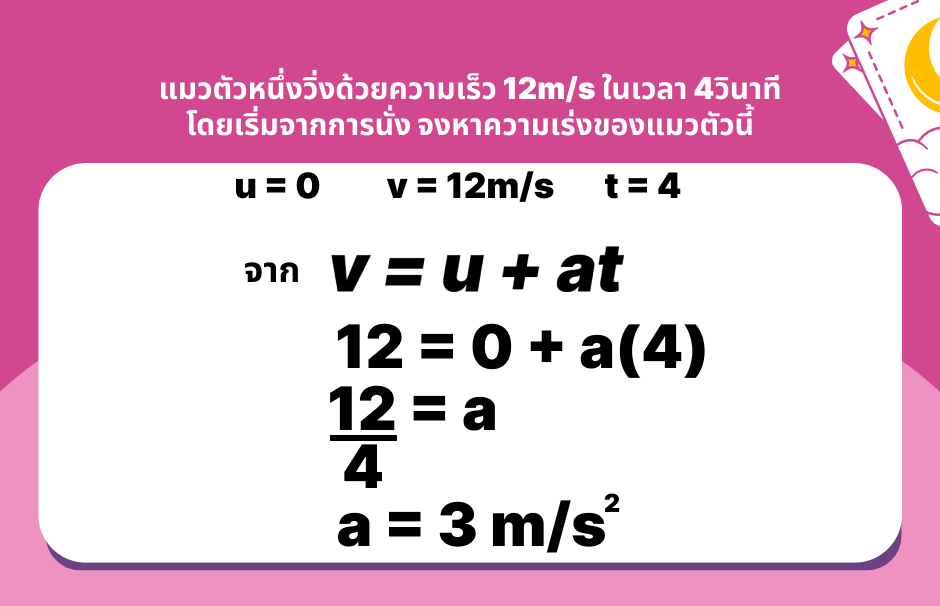 แมวตัวหนึ่งวิ่งด้วยความเร็ว 12m/s ในเวลา 4วินาที
โดยเริ่มจากการนั่ง จงหาความเร่งของแมวตัวนี้
u = 0 v = 12m/s t = 4
จาก v = u + at
12 = 0 + a(4)
12/4 = a
a = 3 m/s²